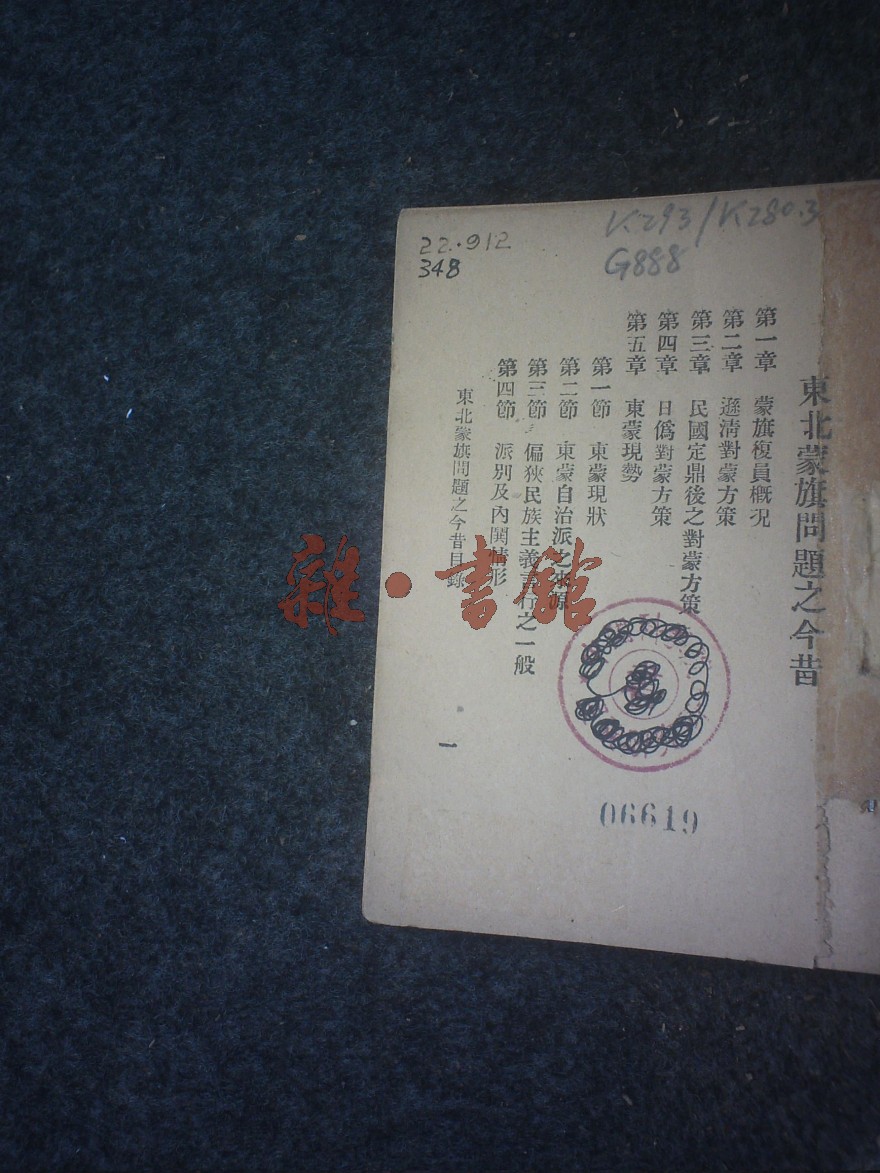 22.912
348
K293/K280.3
G888
東北蒙旗問題之今昔
第一章 蒙旗復員概況
第二章 遜清對蒙方策
第三章 民國定鼎後之對蒙方策
第四章 日僞對蒙方策
第五章 東蒙現勢
第一節 東蒙現狀
第二節 東蒙自治派之來源
第三節 偏狹民族主義言行之一般
第四節 派別及內鬨情形
東北蒙旗問題之今昔目錄
一
06619
雜·書館